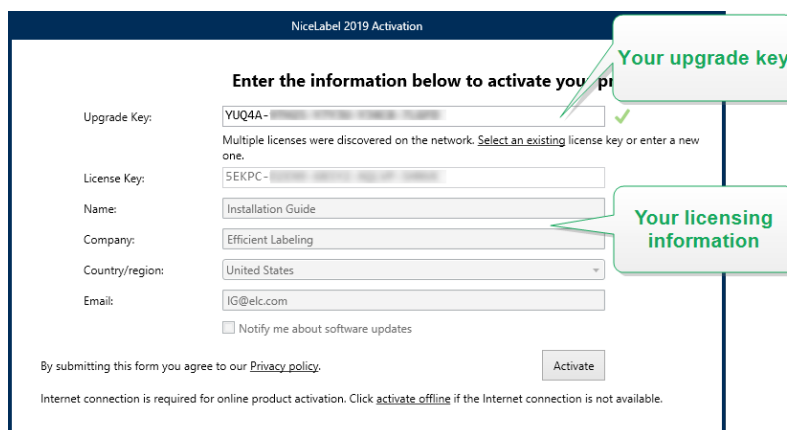 NiceLabel 2019 Activation
Your upgrade key
Enter the information below to activate your pr
Upgrade Key:
YUQ4A-
Multiple licenses were discovered on the network. Select an existing license key or enter a new
one.
License Key:
5EKPC-
Name:
Installation Guide
Your licensing
information
Company:
Efficient Labeling
Country/region:
United States
Email:
IG@elc.com
Notify me about software updates
By submitting this form you agree to our Privacy policy.
Activate
Internet connection is required for online product activation. Click activate offline if the Internet connection is not available.